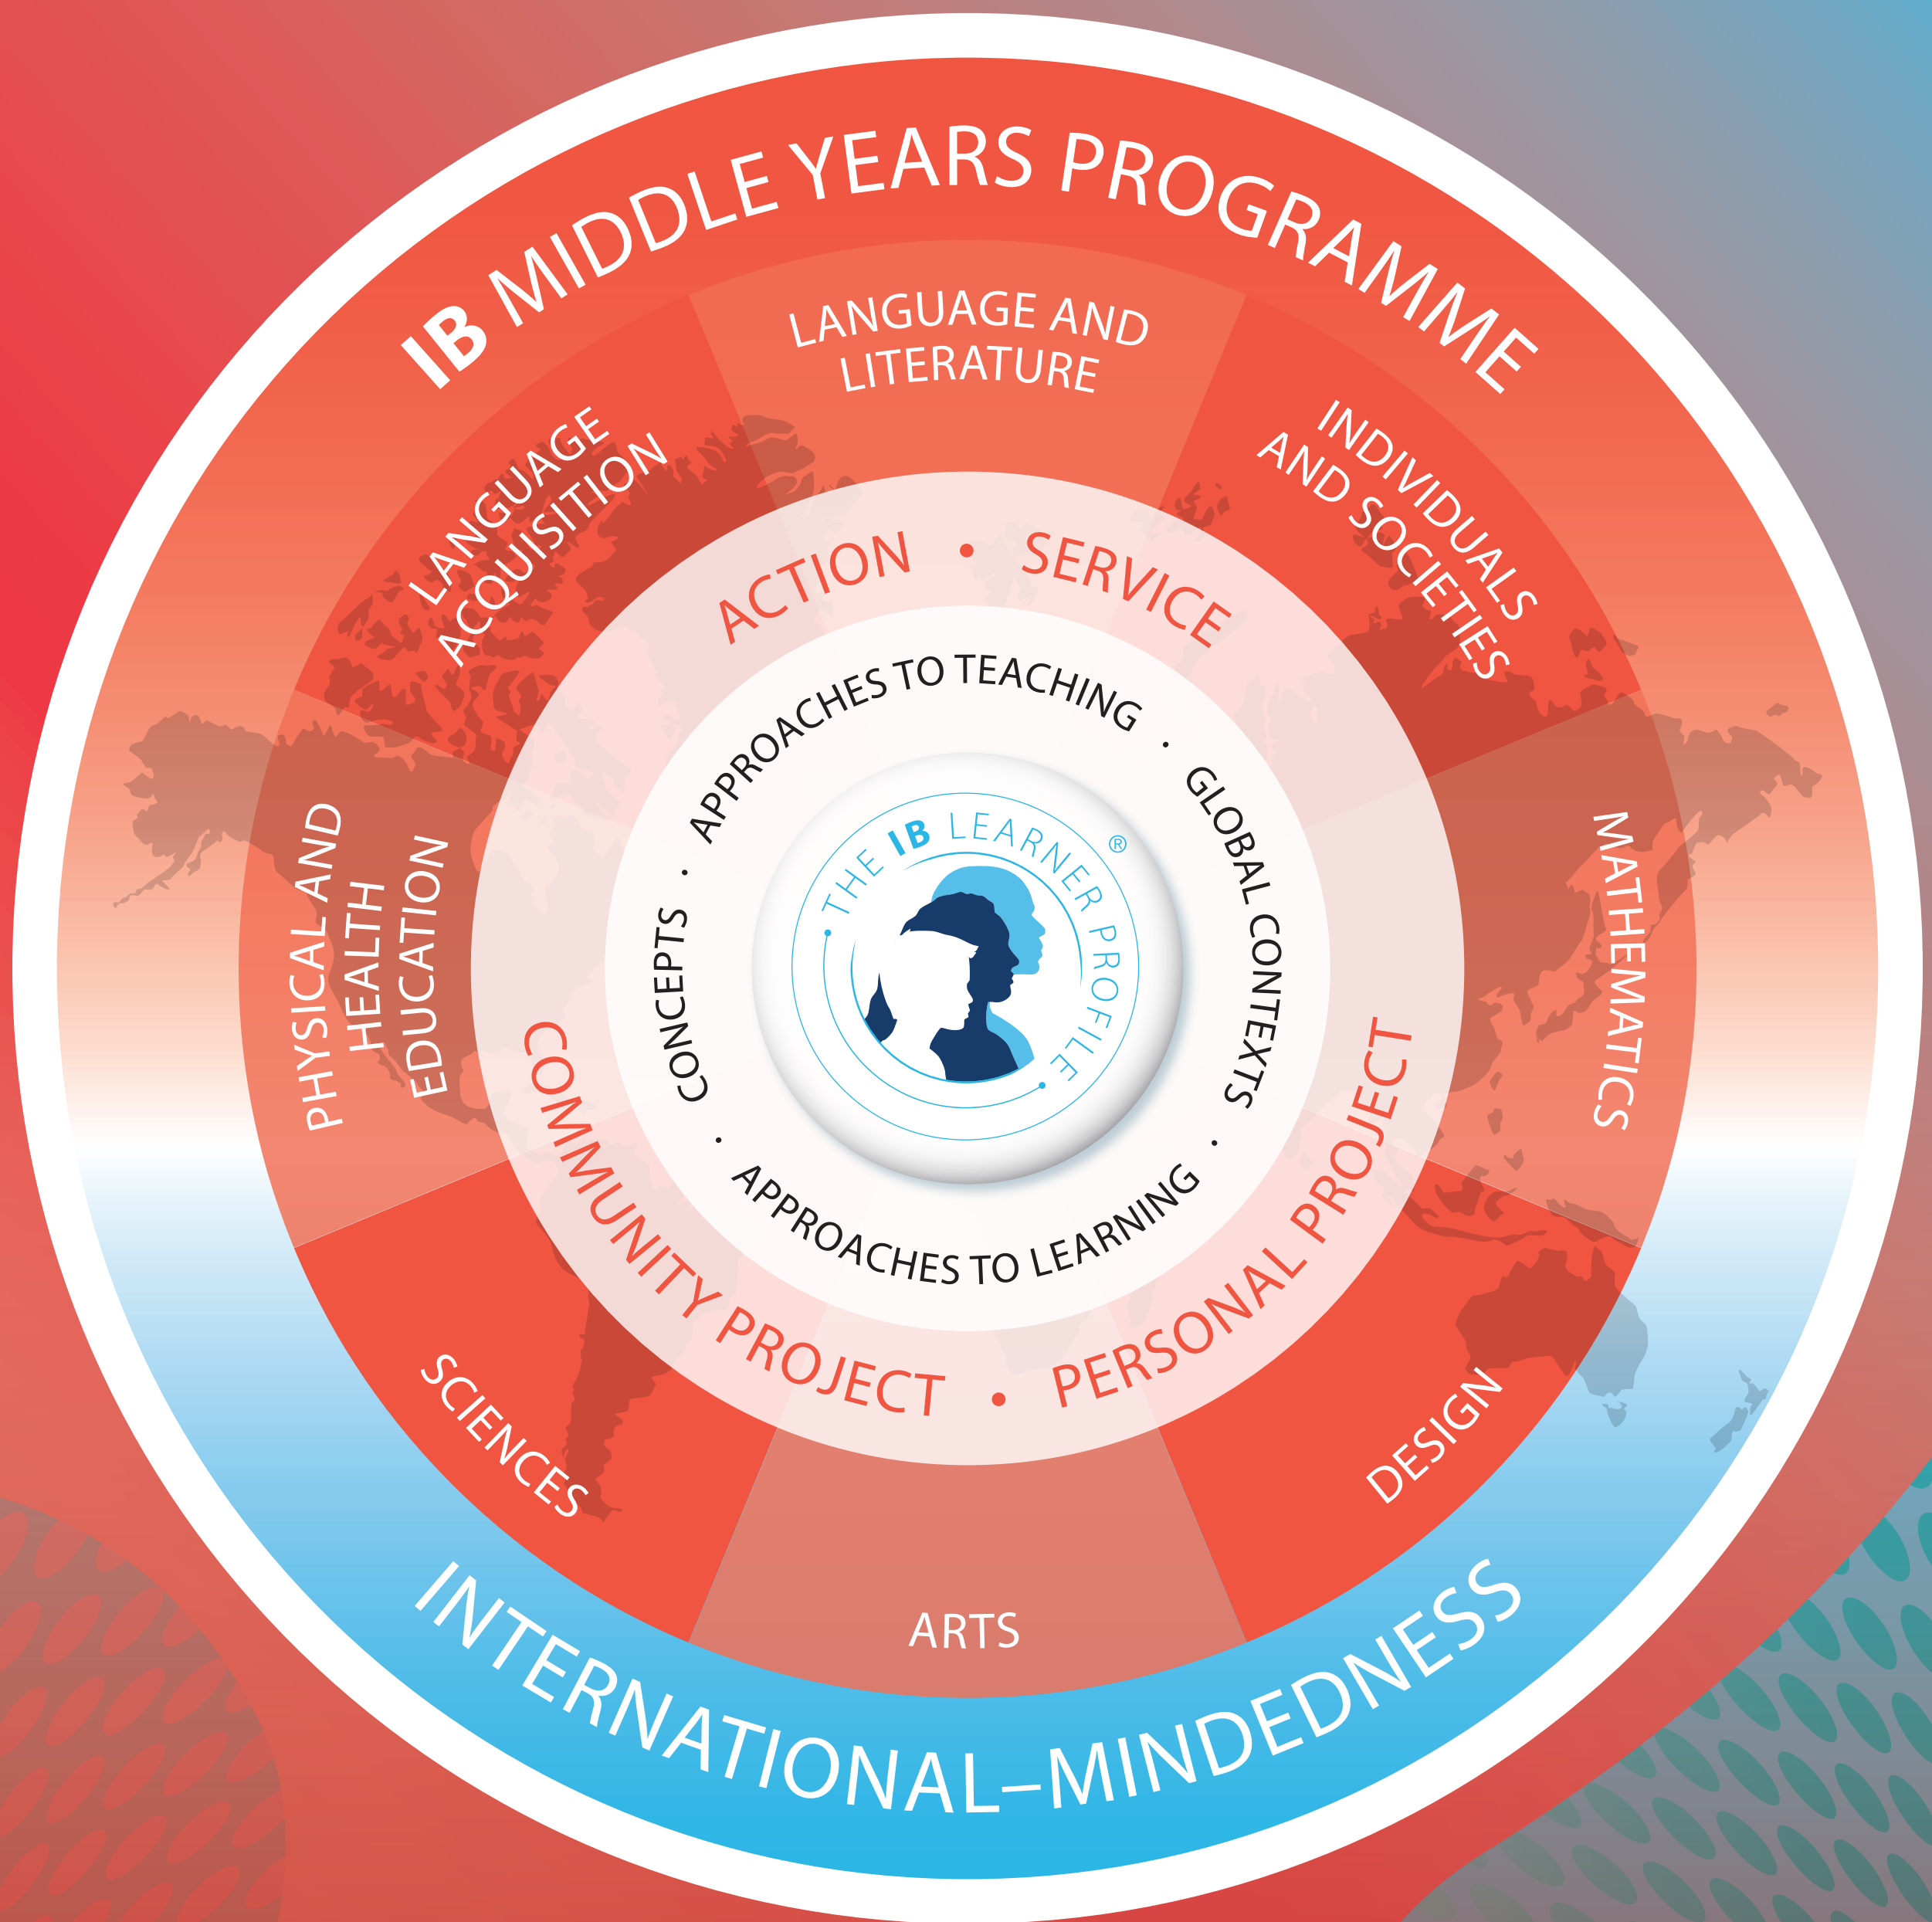 IB MIDDLE YEARS PROGRAMME
LANGUAGE AND
LITERATURE
INDIVIDUALS
AND SOCIETIES
MATHEMATICS
DESIGN
ARTS
SCIENCES
PHYSICAL AND
HEALTH
EDUCATION
LANGUAGE
ACQUISITION
ACTION • SERVICE
COMMUNITY PROJECT • PERSONAL PROJECT
APPROACHES TO TEACHING · GLOBAL CONTEXTS ·
CONCEPTS ·
· APPROACHES TO LEARNING
THE IB LEARNER PROFILE ®
INTERNATIONAL–MINDEDNESS